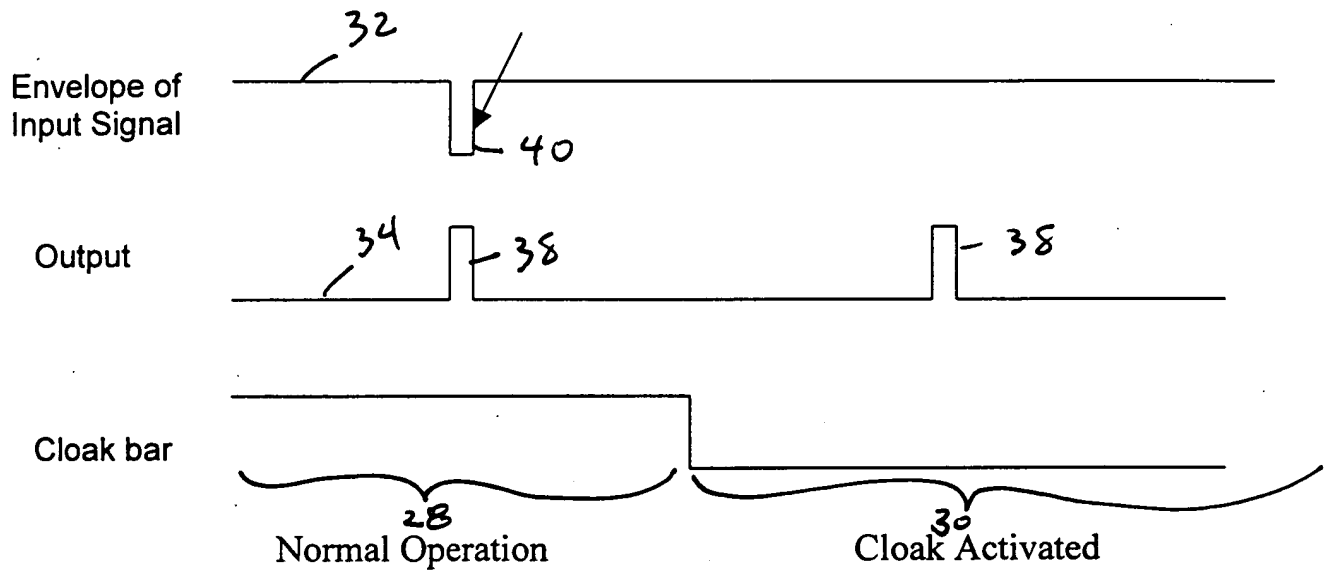 32
Envelope of
Input Signal
40
34
Output
38
38
Cloak bar
28
30
Normal Operation
Cloak Activated